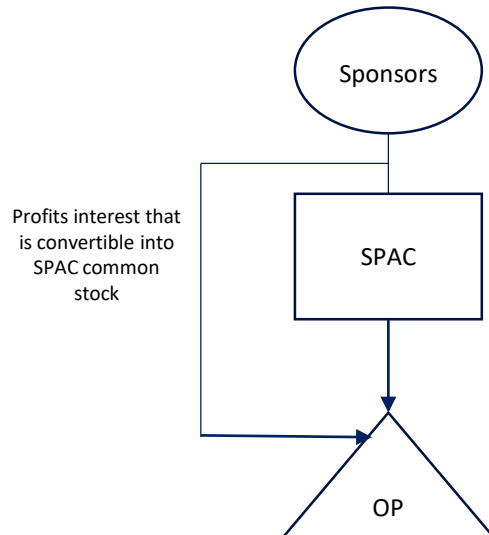 Sponsors
Profits interest that
is convertible into
SPAC common
stock
SPAC
OP